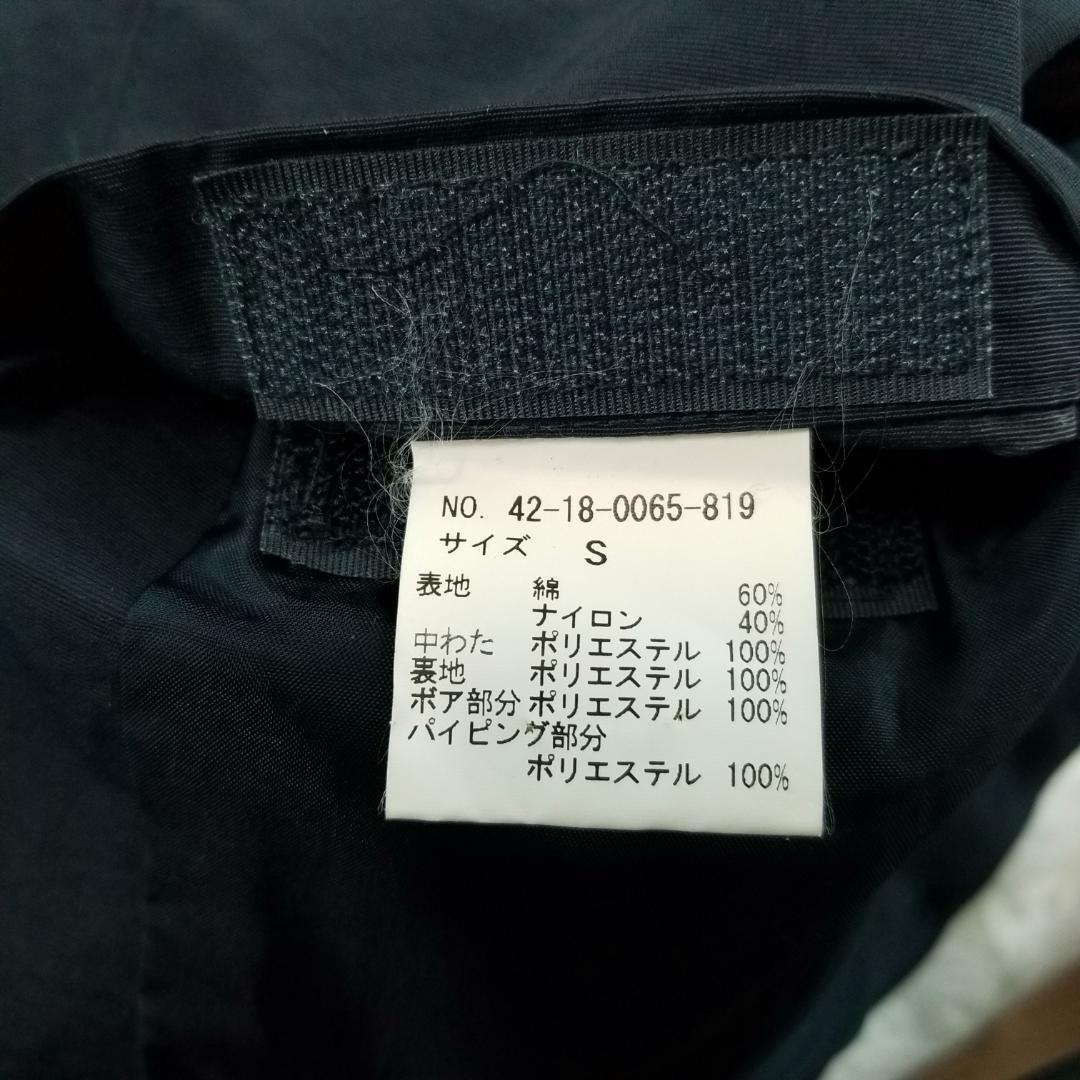 NO. 42-18-0065-819
サイズ S
表地 綿 60%
ナイロン 40%
中わた ポリエステル 100%
裏地 ポリエステル 100%
ボア部分 ポリエステル 100%
パイピング部分
ポリエステル 100%